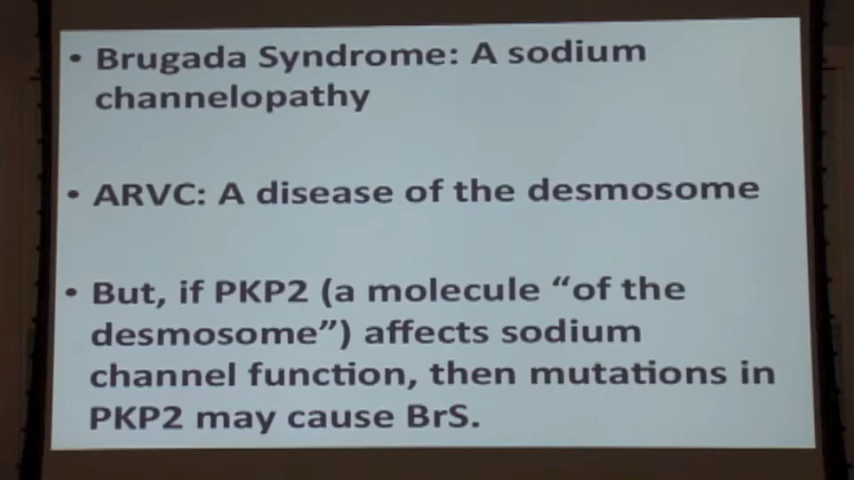 • Brugada Syndrome: A sodium
channelopathy
• ARVC: A disease of the desmosome
• But, if PKP2 (a molecule “of the
desmosome”) affects sodium
channel function, then mutations in
PKP2 may cause BrS.